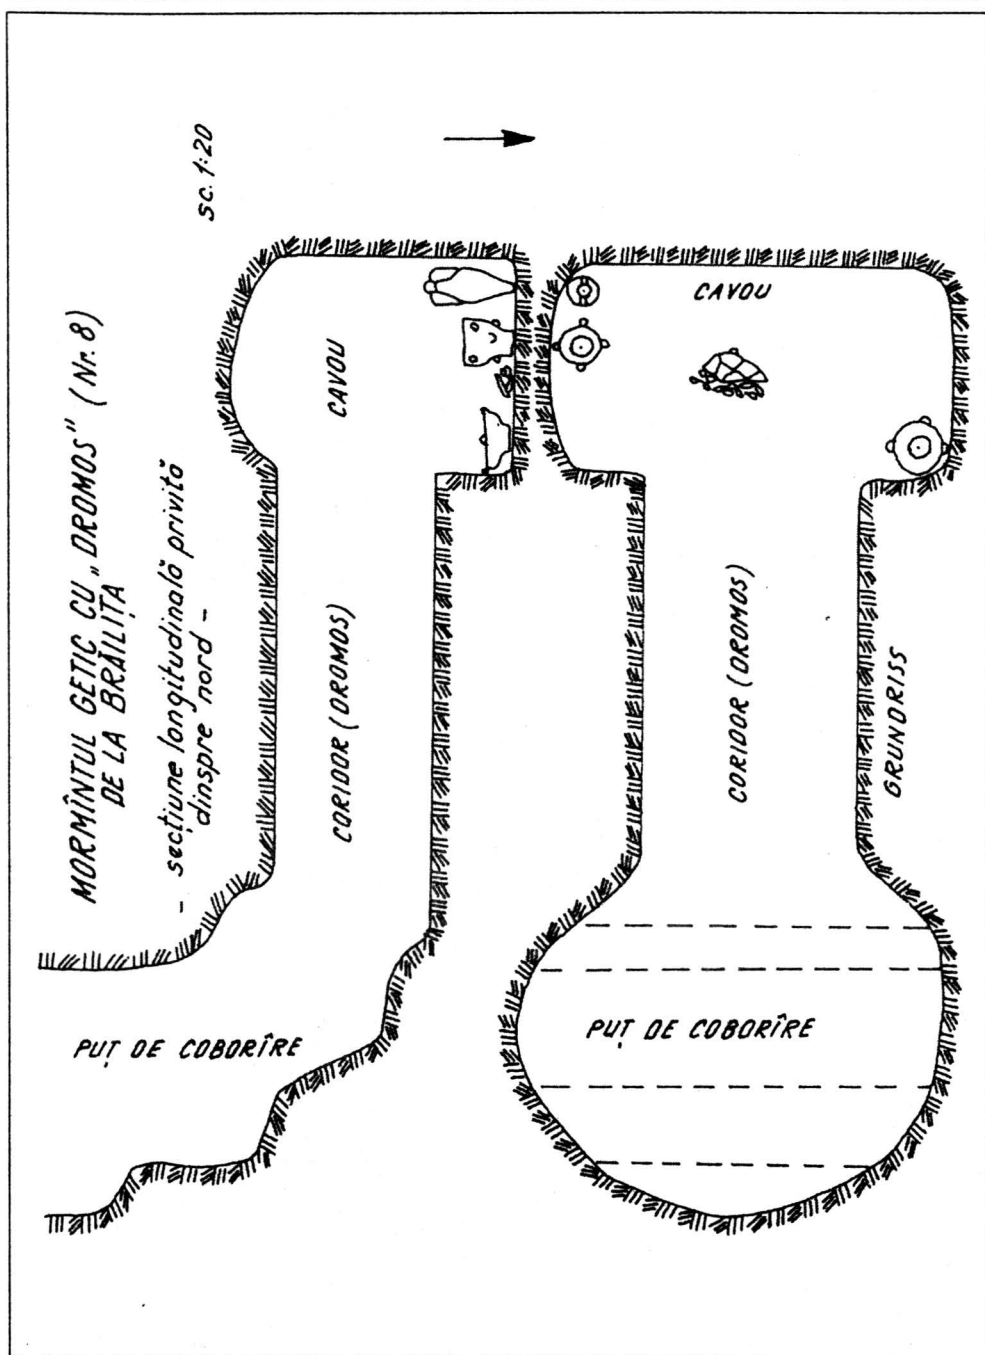 MORMÎNTUL GETIC CU „DROMOS" (Nr. 8)
DE LA BRĂILIȚA
- secțiune longitudinală privită
dinspre nord -
sc. 1:20
PUȚ DE COBORÎRE
CORIDOR (DROMOS)
CAVOU
PUȚ DE COBORÎRE
CORIDOR (DROMOS)
CAVOU
GRUNDRISS